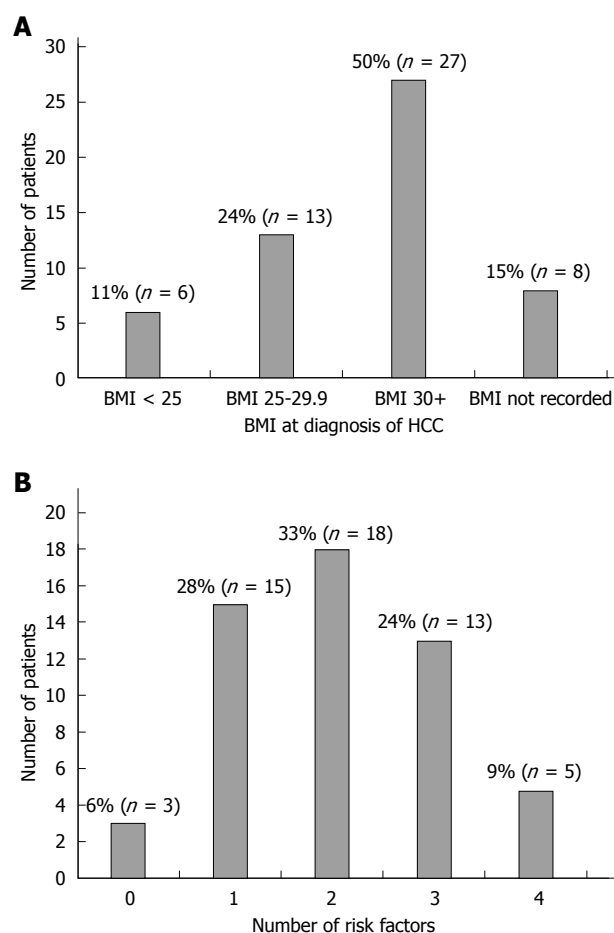 A
30
25
20
15
10
5
0
Number of patients
11% (n = 6)
24% (n = 13)
50% (n = 27)
15% (n = 8)
BMI < 25 BMI 25-29.9 BMI 30+ BMI not recorded
BMI at diagnosis of HCC
B
20
18
16
14
12
10
8
6
4
2
0
Number of patients
6% (n = 3)
28% (n = 15)
33% (n = 18)
24% (n = 13)
9% (n = 5)
0 1 2 3 4
Number of risk factors